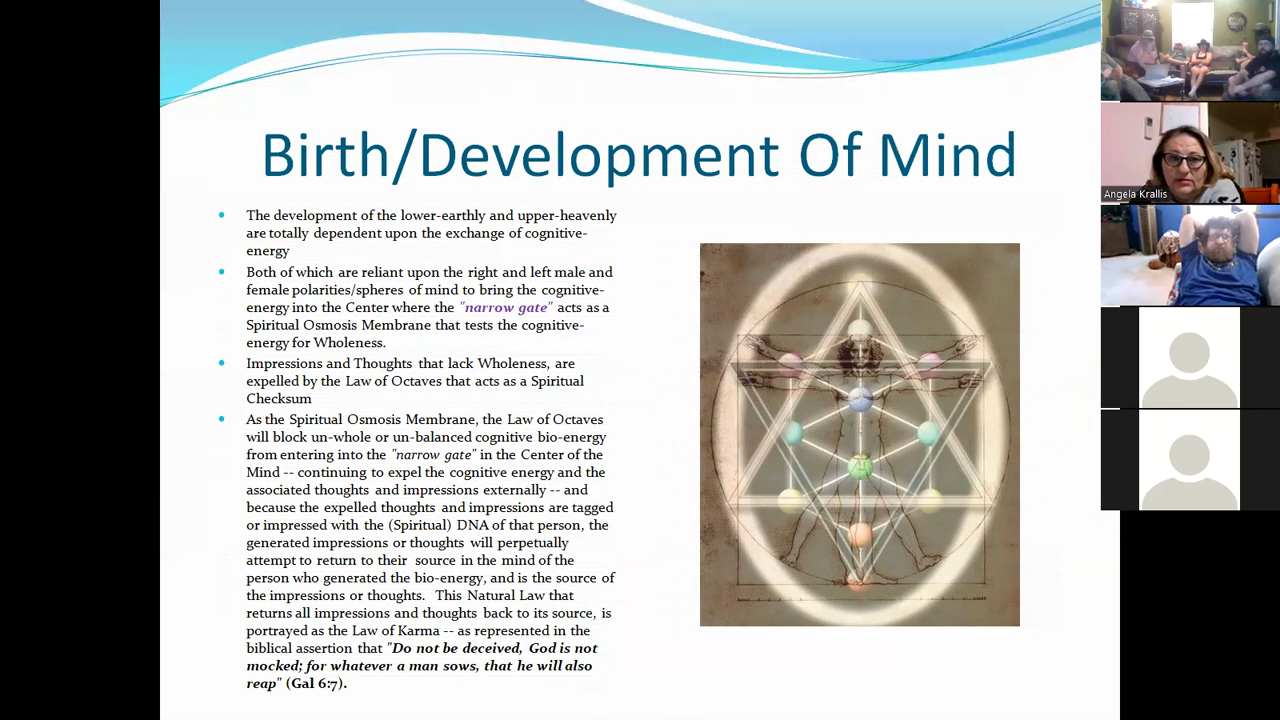 Birth/Development Of Mind
The development of the lower-earthly and upper-heavenly
are totally dependent upon the exchange of cognitive-
energy
Both of which are reliant upon the right and left male and
female polarities/spheres of mind to bring the cognitive-
energy into the Center where the "narrow gate" acts as a
Spiritual Osmosis Membrane that tests the cognitive-
energy for Wholeness.
Impressions and Thoughts that lack Wholeness, are
expelled by the Law of Octaves that acts as a Spiritual
Checksum
As the Spiritual Osmosis Membrane, the Law of Octaves
will block un-whole or un-balanced cognitive bio-energy
from entering into the "narrow gate" in the Center of the
Mind -- continuing to expel the cognitive energy and the
associated thoughts and impressions externally -- and
because the expelled thoughts and impressions are tagged
or impressed with the (Spiritual) DNA of that person, the
generated impressions or thoughts will perpetually
attempt to return to their source in the mind of the
person who generated the bio-energy, and is the source of
the impressions or thoughts. This Natural Law that
returns all impressions and thoughts back to its source, is
portrayed as the Law of Karma -- as represented in the
biblical assertion that "Do not be deceived, God is not
mocked; for whatever a man sows, that he will also
reap" (Gal 6:7).
Angela Krallis